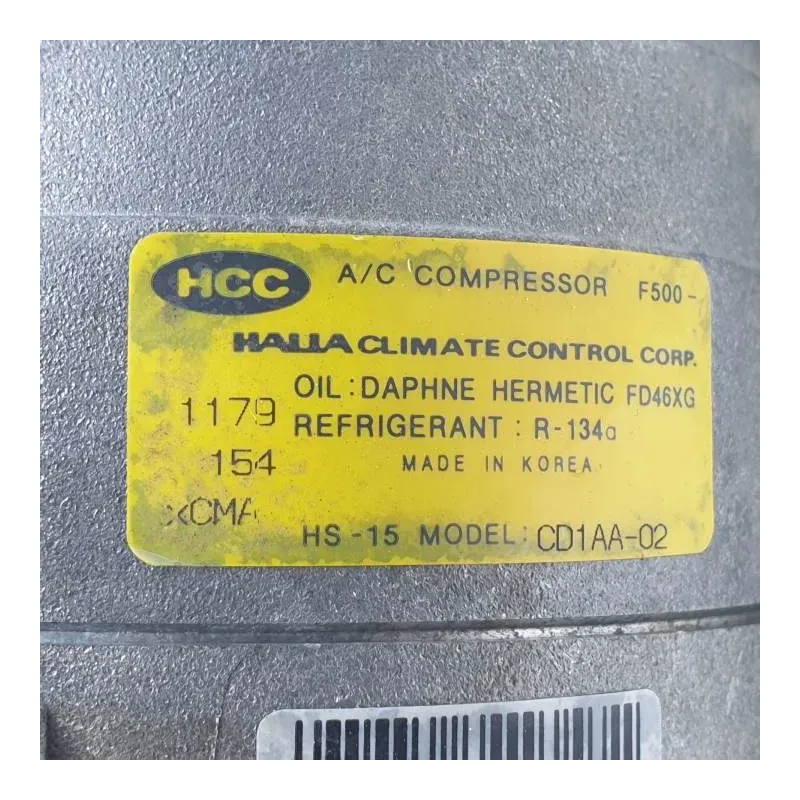 HCC A/C COMPRESSOR F500-
HALLA CLIMATE CONTROL CORP.
OIL : DAPHNE HERMETIC FD46XG
1179
REFRIGERANT : R-134a
154
MADE IN KOREA
HS -15 MODEL: CD1AA-02